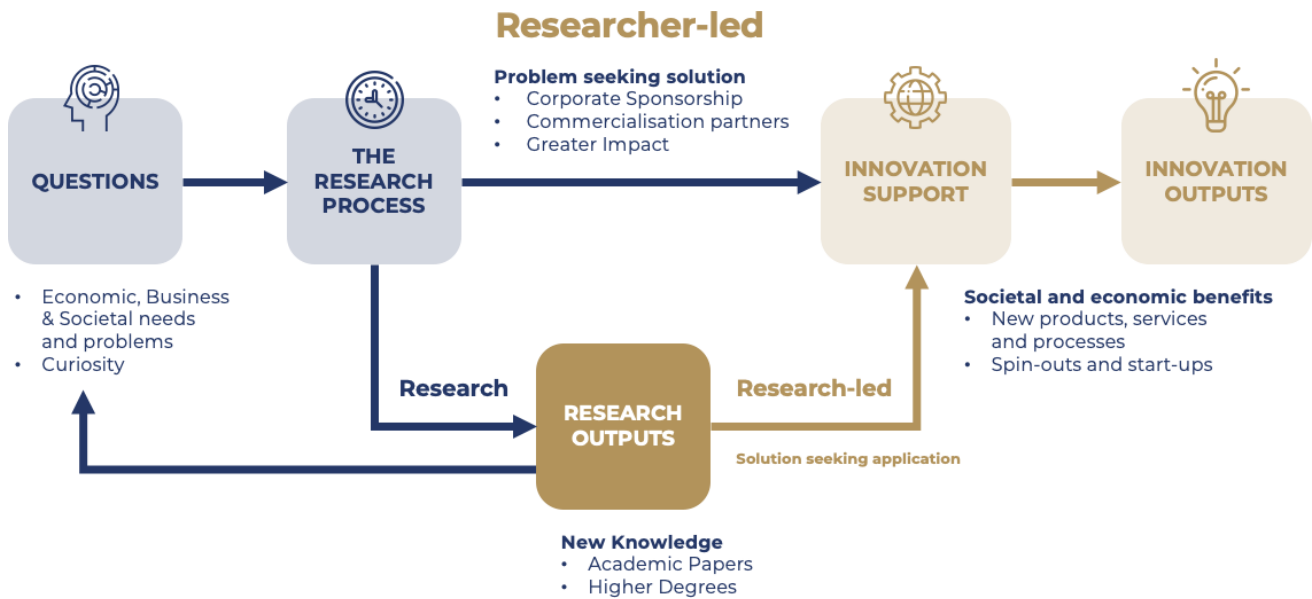 Researcher-led
Problem seeking solution
• Corporate Sponsorship
• Commercialisation partners
• Greater Impact
QUESTIONS
THE
RESEARCH
PROCESS
INNOVATION
SUPPORT
INNOVATION
OUTPUTS
• Economic, Business
& Societal needs
and problems
• Curiosity
Societal and economic benefits
• New products, services
and processes
• Spin-outs and start-ups
Research
RESEARCH
OUTPUTS
Research-led
Solution seeking application
New Knowledge
• Academic Papers
• Higher Degrees